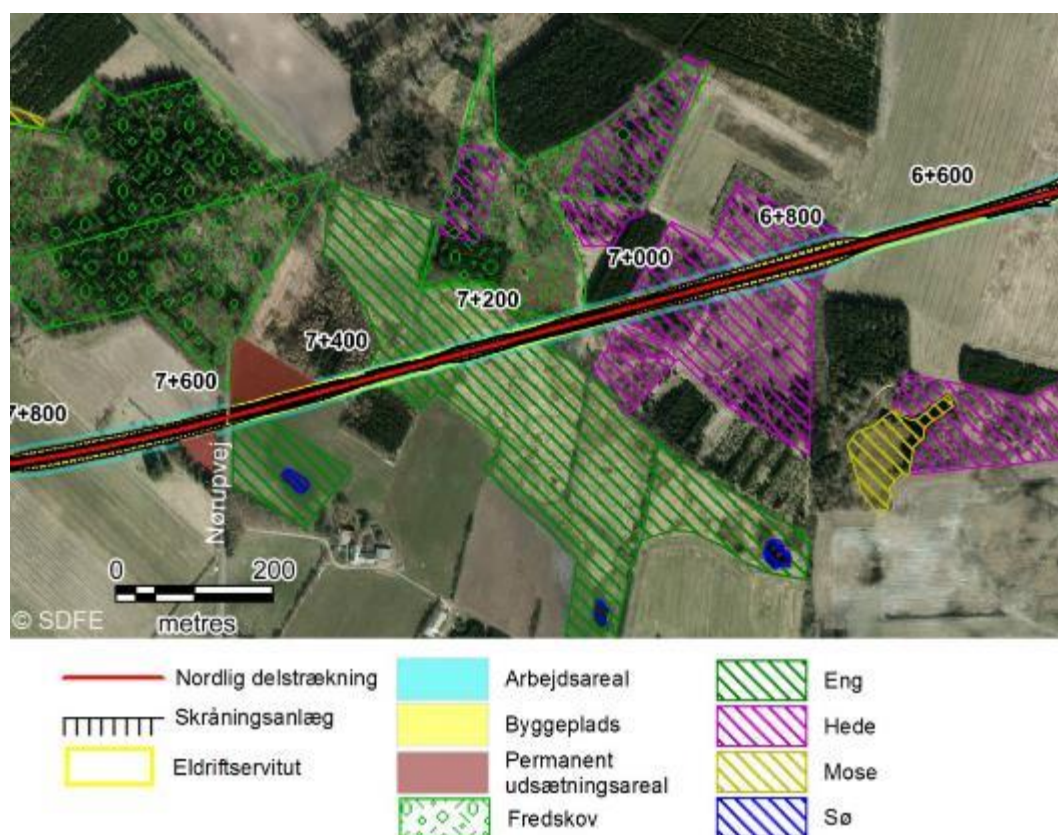 6+600
6+800
7+000
7+200
7+400
7+600
7+800
Nørupvej
0 200
metres
© SDFE
Nordlig delstrækning
Skråningsanlæg
Eldriftservitut
Arbejdsareal
Byggeplads
Permanent
udsætningsareal
Fredskov
Eng
Hede
Mose
Sø